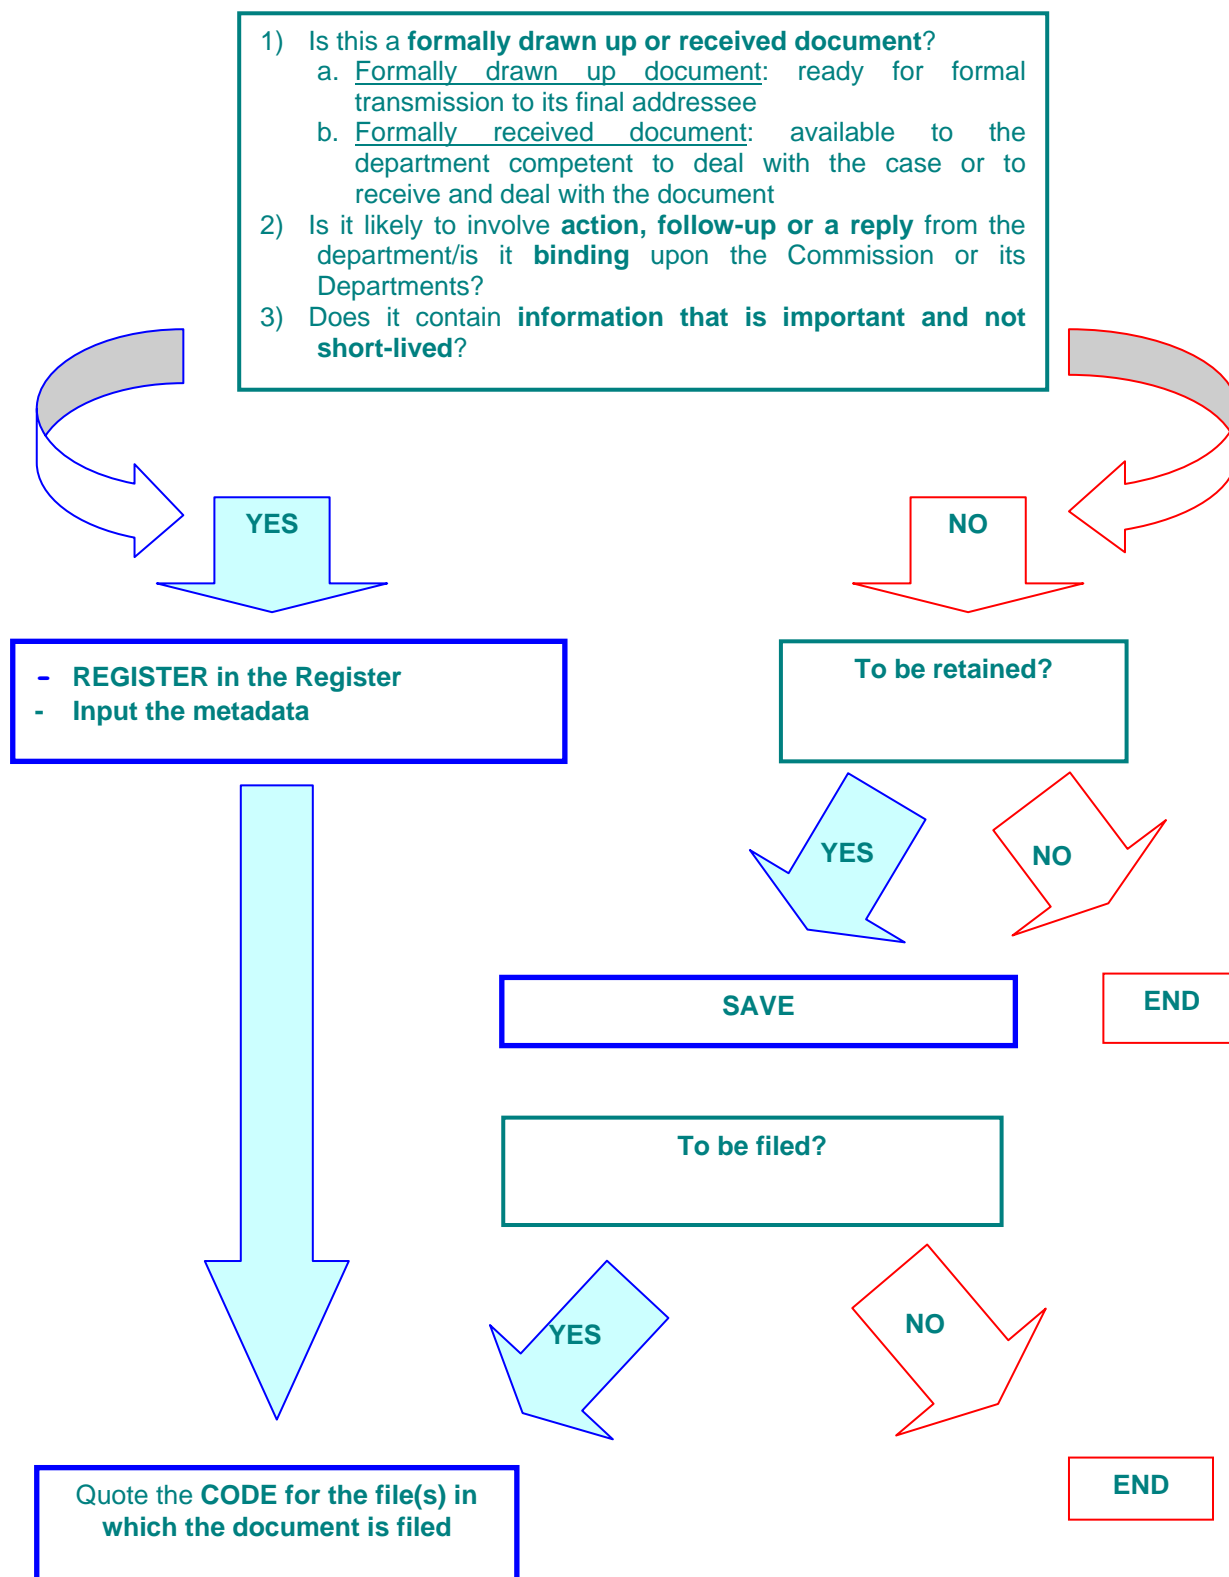 1) Is this a formally drawn up or received document?
a. Formally drawn up document: ready for formal
transmission to its final addressee
b. Formally received document: available to the
department competent to deal with the case or to
receive and deal with the document
2) Is it likely to involve action, follow-up or a reply from the
department/is it binding upon the Commission or its
Departments?
3) Does it contain information that is important and not
short-lived?
YES
NO
- REGISTER in the Register
- Input the metadata
To be retained?
YES
NO
SAVE
END
To be filed?
YES
NO
Quote the CODE for the file(s) in
which the document is filed
END